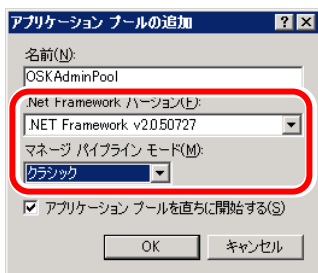 アプリケーション プールの追加
名前(N):
OSKAdminPool
.Net Framework バージョン(F):
.NET Framework v2.0.50727
マネージ パイプライン モード(M):
クラシック
アプリケーション プールを直ちに開始する(S)
OK キャンセル